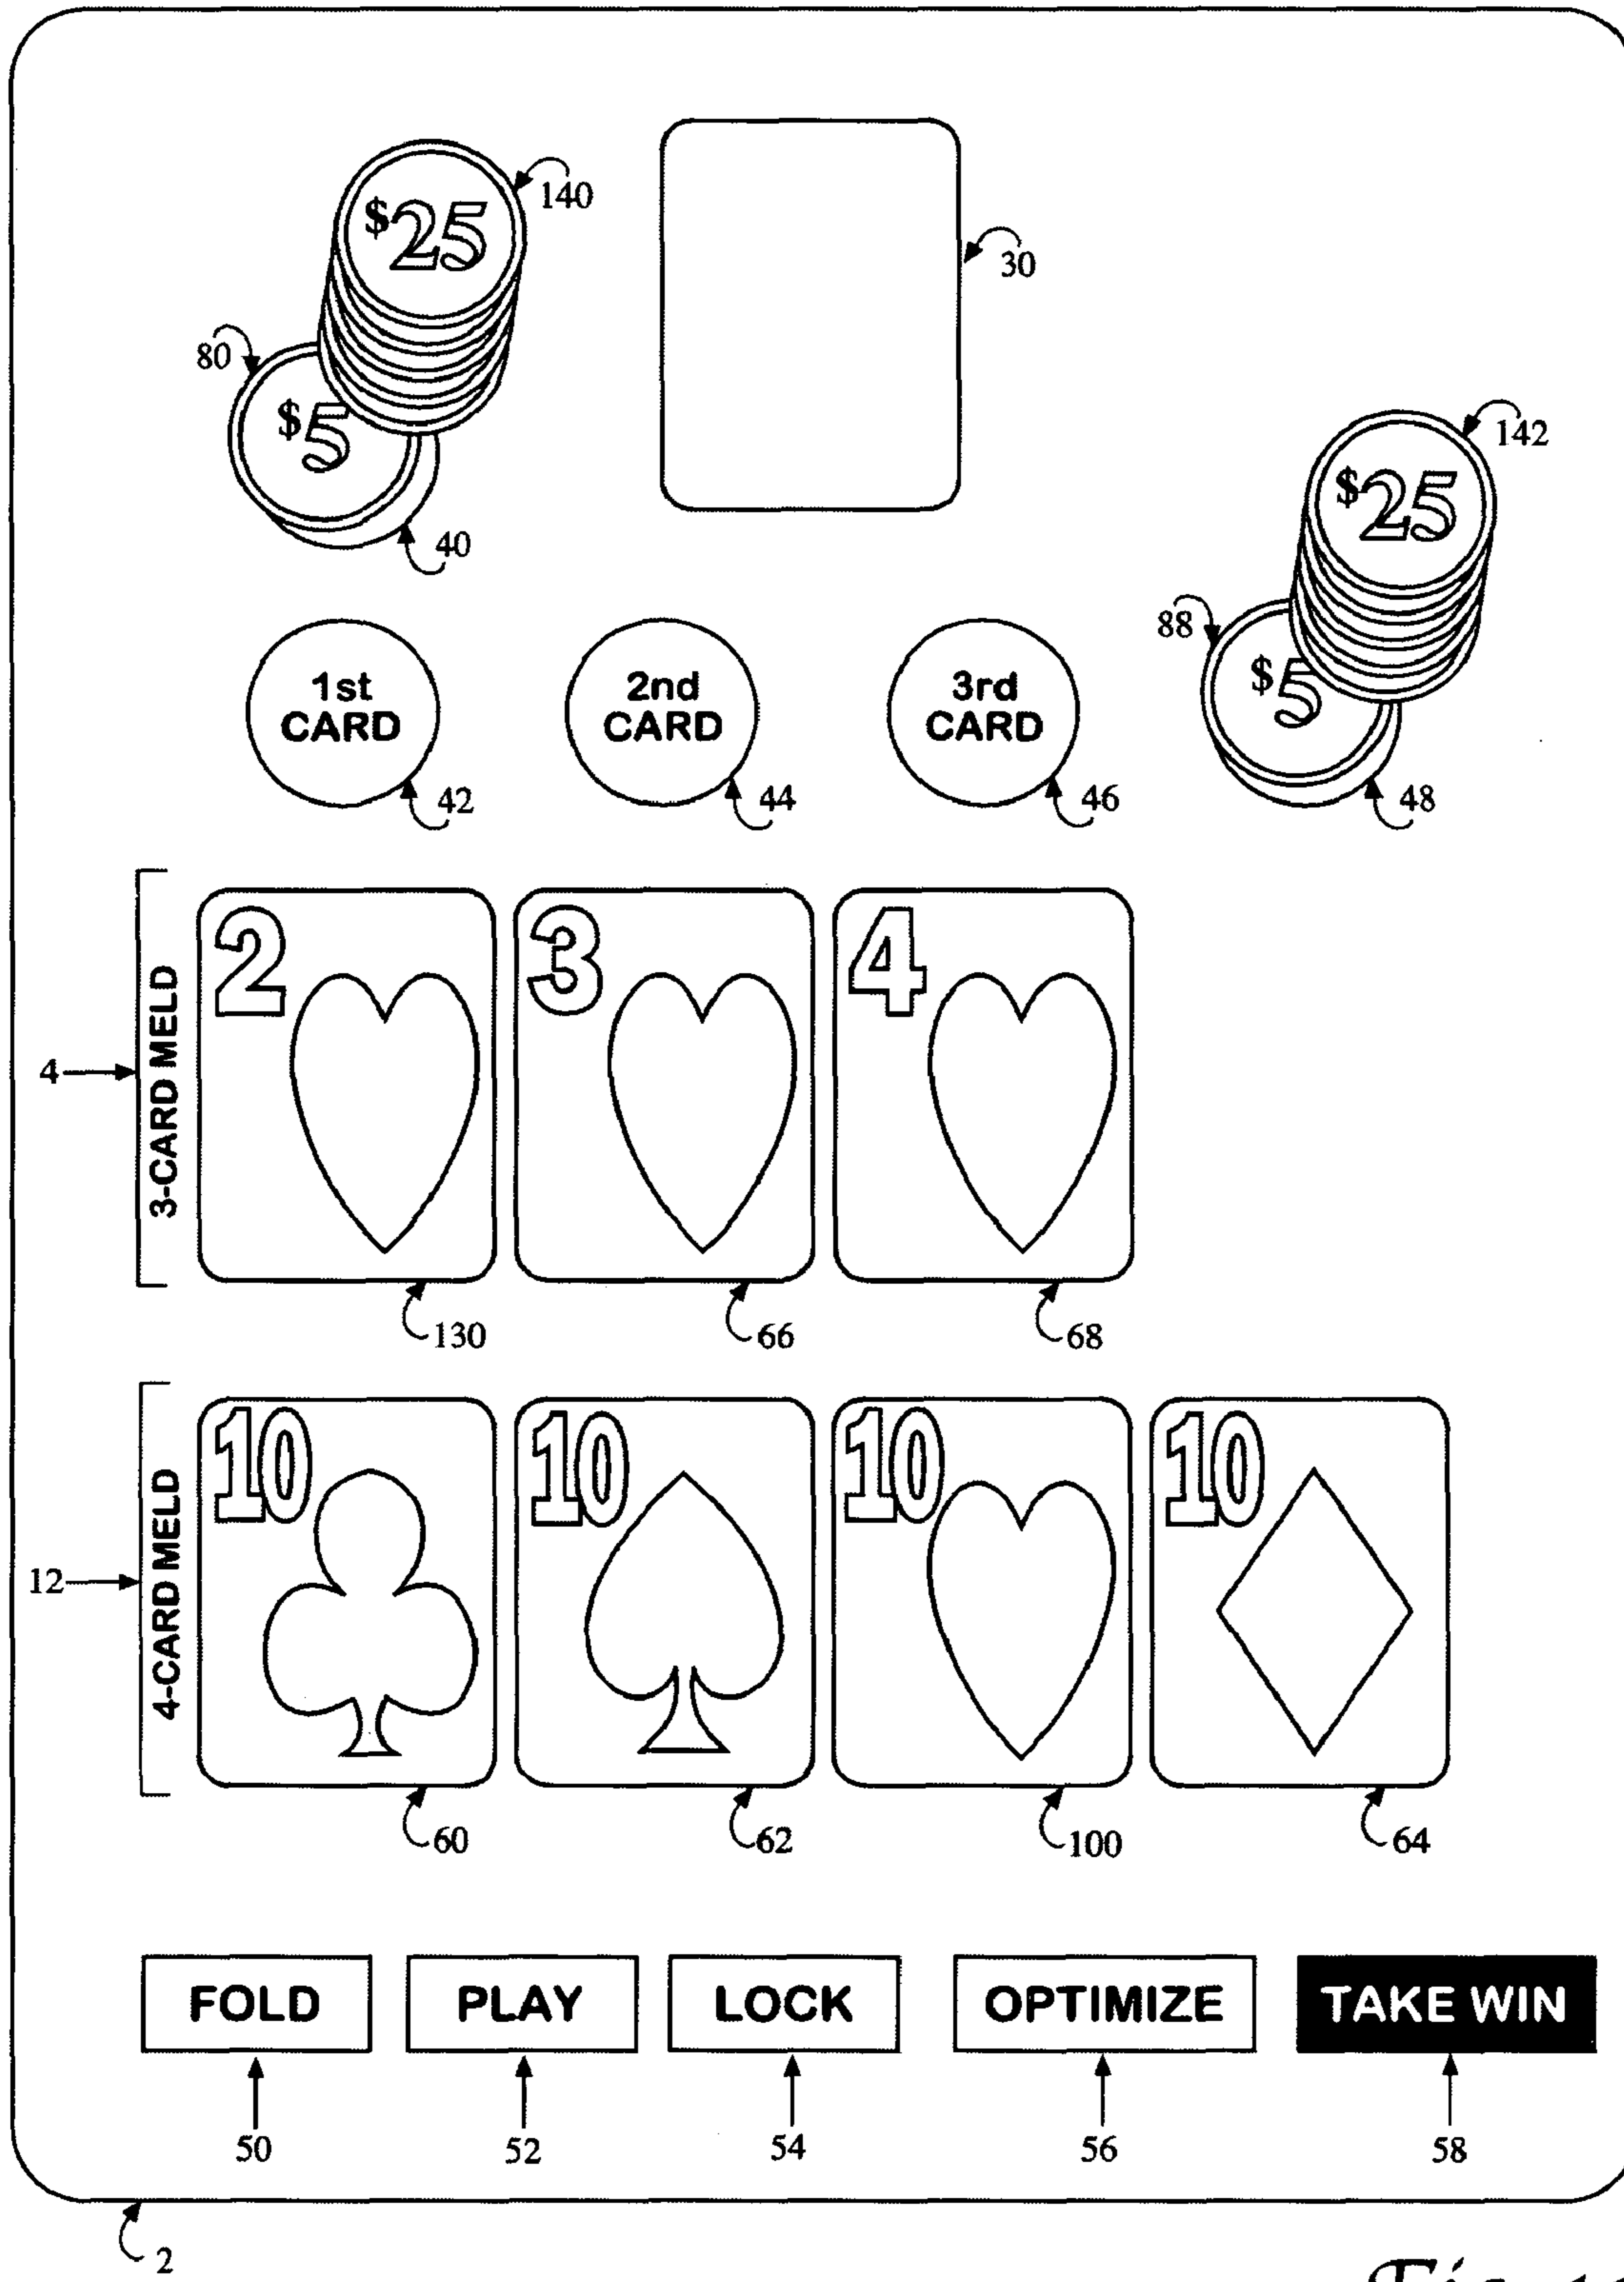 $25
140
30
80
$5
40
$25
142
88
$5
48
1st
CARD
42
2nd
CARD
44
3rd
CARD
46
4
3-CARD MELD
2
3
4
130
66
68
12
4-CARD MELD
10
10
10
10
60
62
100
64
FOLD
PLAY
LOCK
OPTIMIZE
TAKE WIN
50
52
54
56
58
2